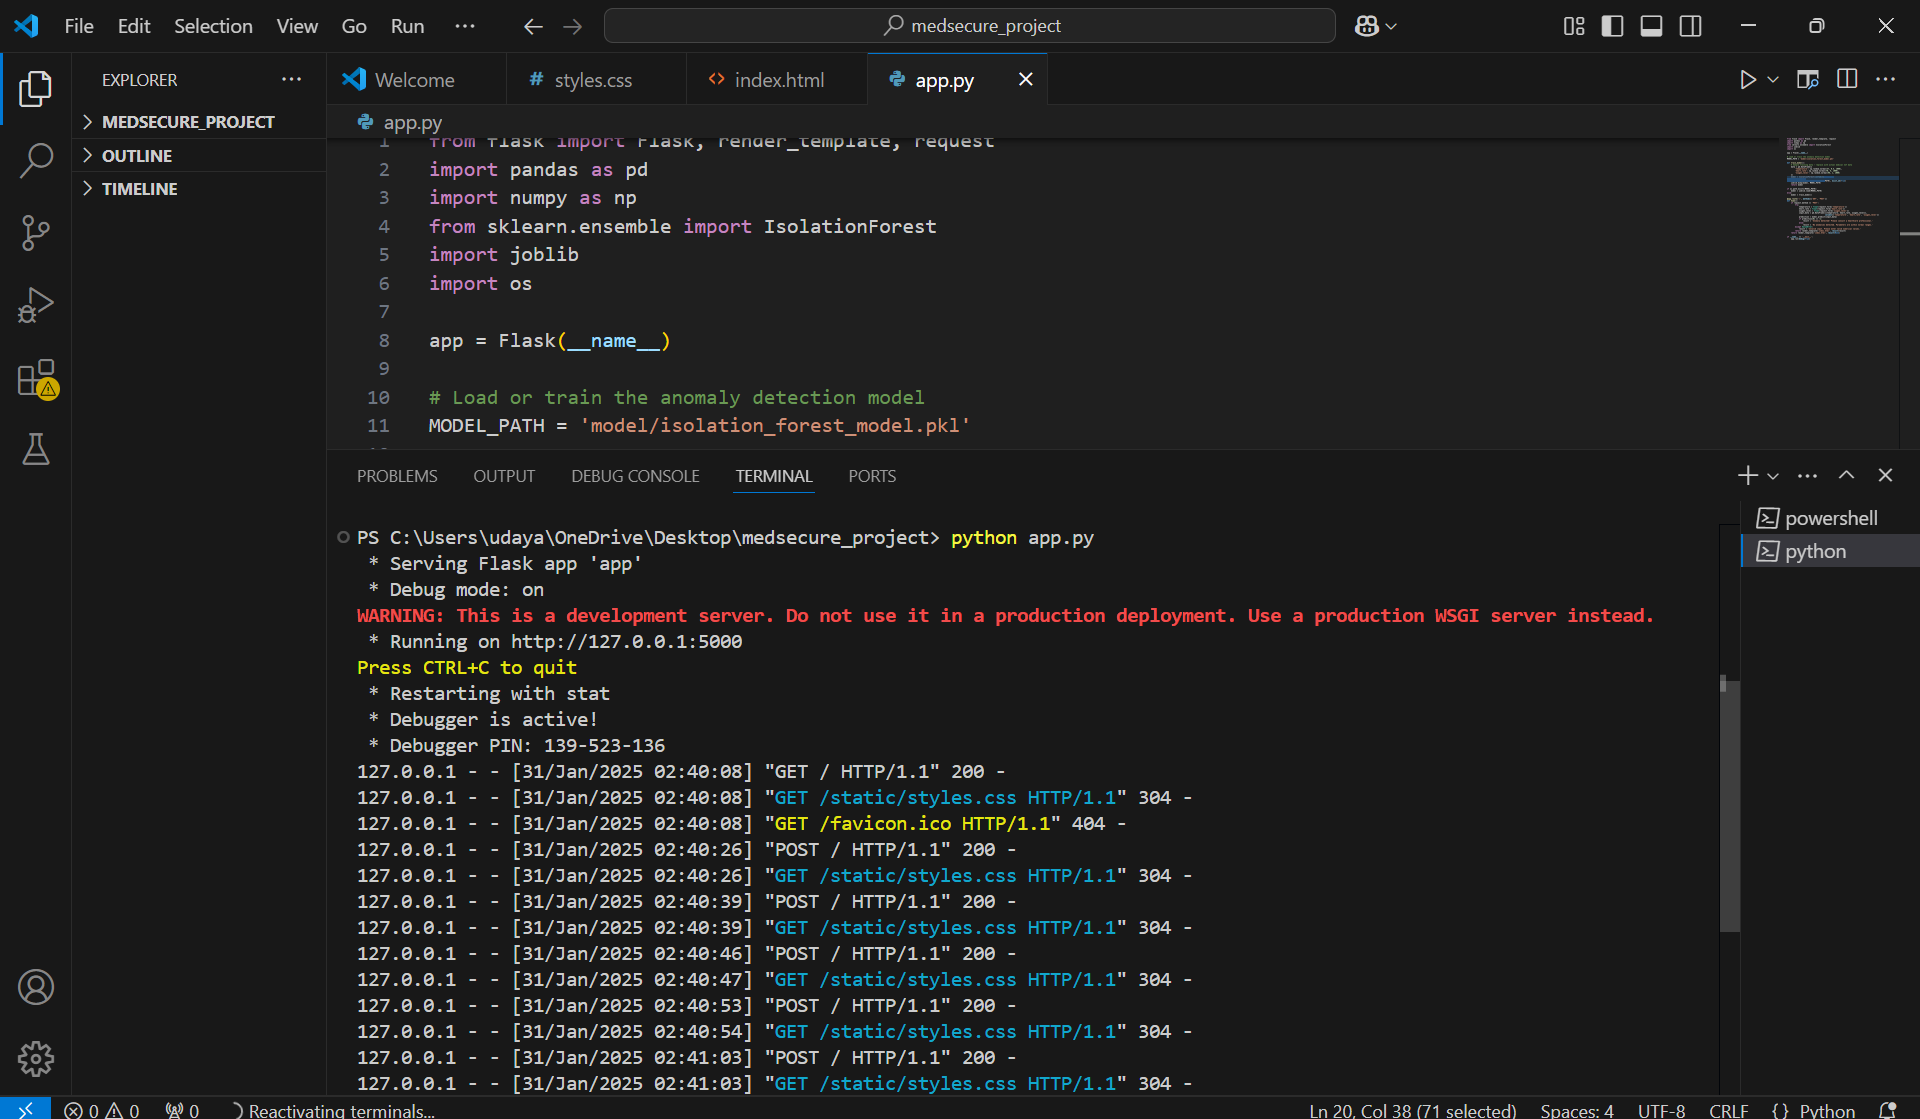 File Edit Selection View Go Run ···
medsecure_project
EXPLORER ···
MEDSECURE_PROJECT
OUTLINE
TIMELINE
Welcome
# styles.css
<> index.html
app.py
app.py
1 from flask import Flask, render_template, request
2 import pandas as pd
3 import numpy as np
4 from sklearn.ensemble import IsolationForest
5 import joblib
6 import os
7
8 app = Flask(__name__)
9
10 # Load or train the anomaly detection model
11 MODEL_PATH = 'model/isolation_forest_model.pkl'
PROBLEMS OUTPUT DEBUG CONSOLE TERMINAL PORTS
powershell
python
PS C:\Users\udaya\OneDrive\Desktop\medsecure_project> python app.py
* Serving Flask app 'app'
* Debug mode: on
WARNING: This is a development server. Do not use it in a production deployment. Use a production WSGI server instead.
* Running on http://127.0.0.1:5000
Press CTRL+C to quit
* Restarting with stat
* Debugger is active!
* Debugger PIN: 139-523-136
127.0.0.1 - - [31/Jan/2025 02:40:08] "GET / HTTP/1.1" 200 -
127.0.0.1 - - [31/Jan/2025 02:40:08] "GET /static/styles.css HTTP/1.1" 304 -
127.0.0.1 - - [31/Jan/2025 02:40:08] "GET /favicon.ico HTTP/1.1" 404 -
127.0.0.1 - - [31/Jan/2025 02:40:26] "POST / HTTP/1.1" 200 -
127.0.0.1 - - [31/Jan/2025 02:40:26] "GET /static/styles.css HTTP/1.1" 304 -
127.0.0.1 - - [31/Jan/2025 02:40:39] "POST / HTTP/1.1" 200 -
127.0.0.1 - - [31/Jan/2025 02:40:39] "GET /static/styles.css HTTP/1.1" 304 -
127.0.0.1 - - [31/Jan/2025 02:40:46] "POST / HTTP/1.1" 200 -
127.0.0.1 - - [31/Jan/2025 02:40:47] "GET /static/styles.css HTTP/1.1" 304 -
127.0.0.1 - - [31/Jan/2025 02:40:53] "POST / HTTP/1.1" 200 -
127.0.0.1 - - [31/Jan/2025 02:40:54] "GET /static/styles.css HTTP/1.1" 304 -
127.0.0.1 - - [31/Jan/2025 02:41:03] "POST / HTTP/1.1" 200 -
127.0.0.1 - - [31/Jan/2025 02:41:03] "GET /static/styles.css HTTP/1.1" 304 -
0 0 0 Reactivating terminals... Ln 20, Col 38 (71 selected) Spaces: 4 UTF-8 CRLF {} Python